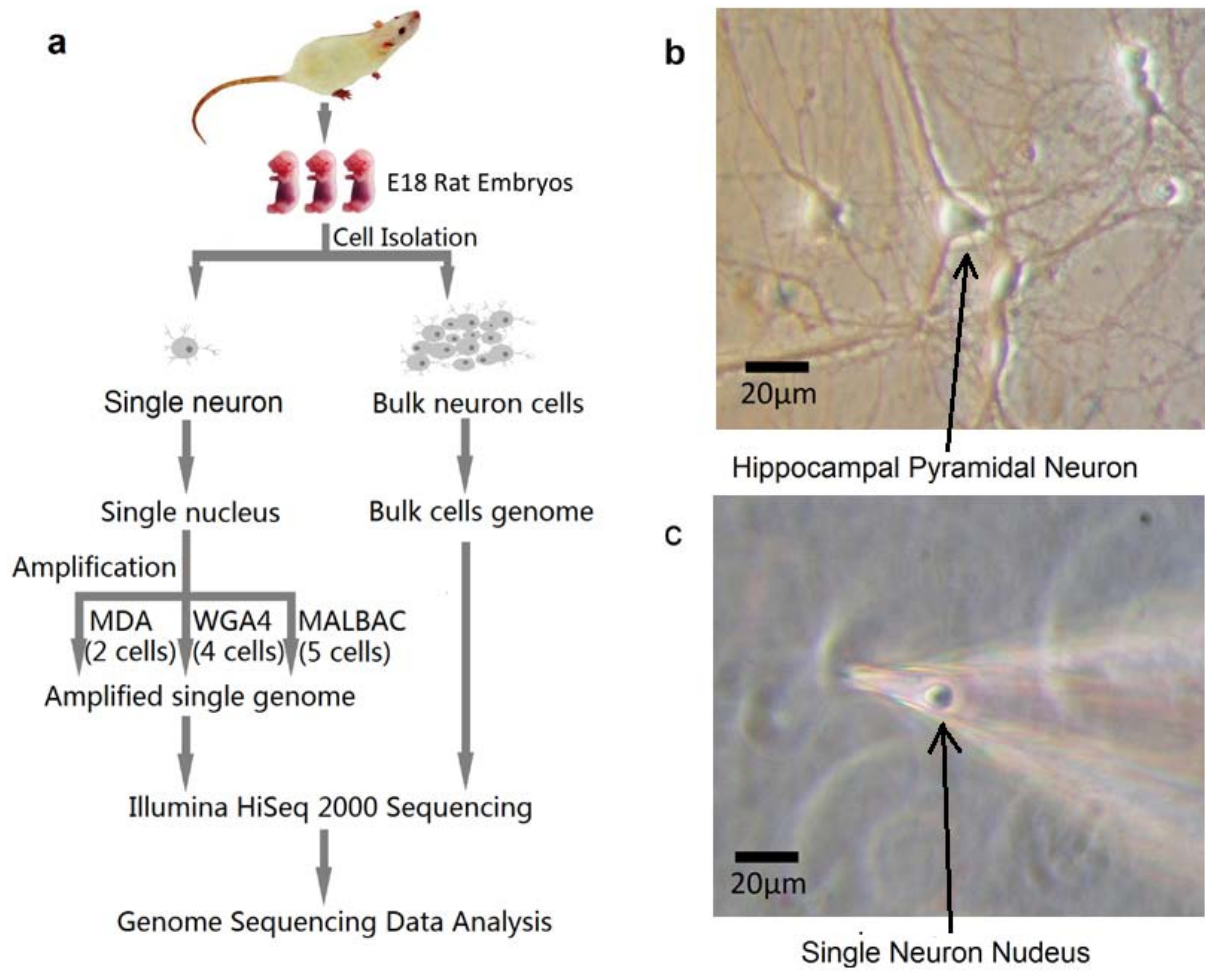 a
E18 Rat Embryos
Cell Isolation
Single neuron
Bulk neuron cells
Single nucleus
Bulk cells genome
Amplification
MDA
(2 cells)
WGA4
(4 cells)
MALBAC
(5 cells)
Amplified single genome
Illumina HiSeq 2000 Sequencing
Genome Sequencing Data Analysis
b
20µm
Hippocampal Pyramidal Neuron
c
20µm
Single Neuron Nudeus